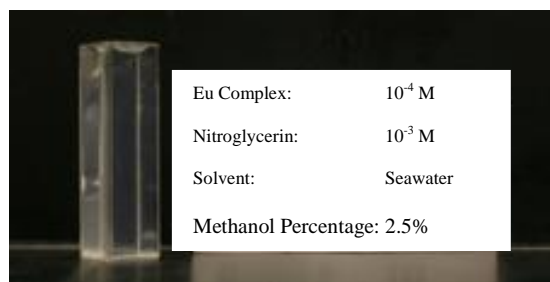 Eu Complex: 10⁻⁴ M
Nitroglycerin: 10⁻³ M
Solvent: Seawater
Methanol Percentage: 2.5%